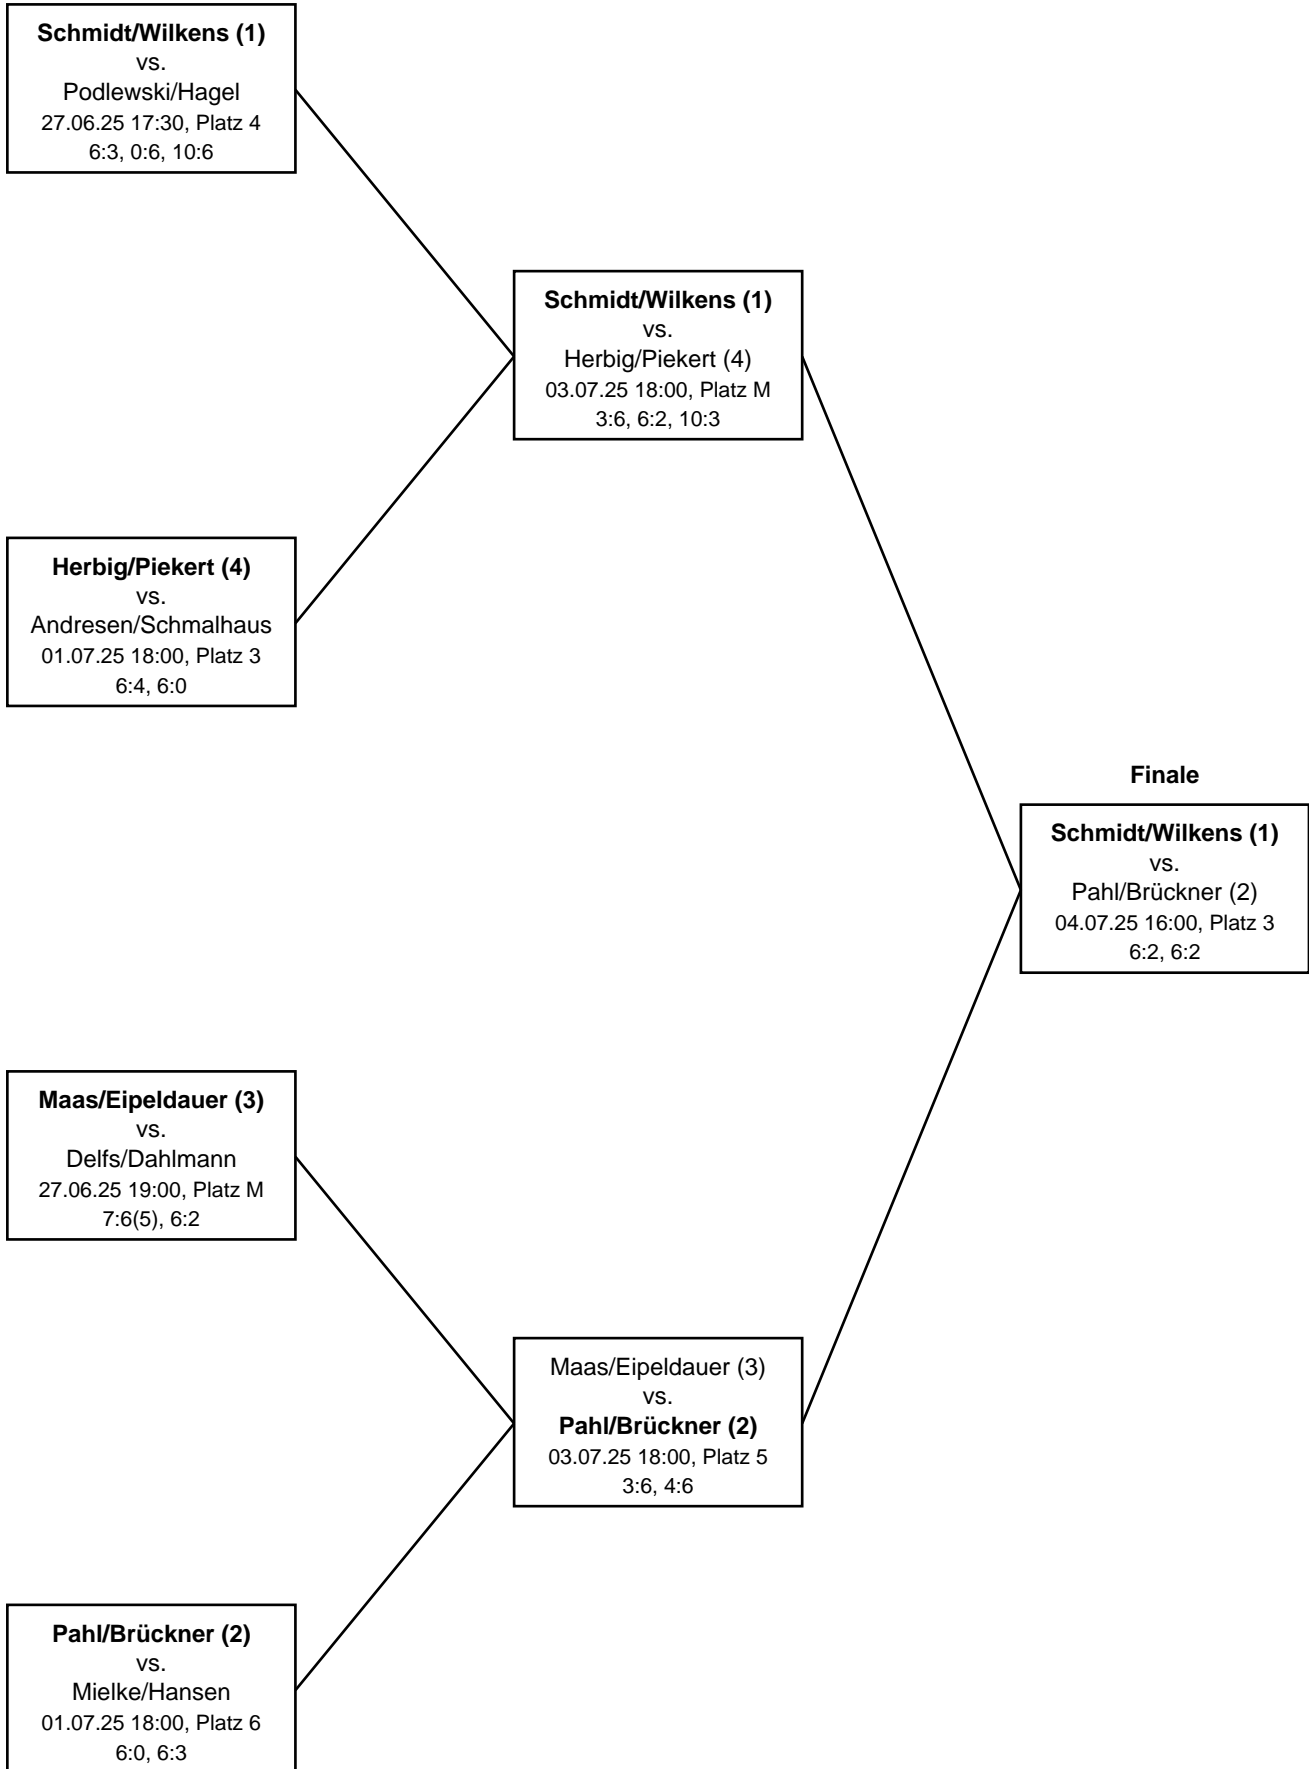 Schmidt/Wilkens (1)
vs.
Podlewski/Hagel
27.06.25 17:30, Platz 4
6:3, 0:6, 10:6
Schmidt/Wilkens (1)
vs.
Herbig/Piekert (4)
03.07.25 18:00, Platz M
3:6, 6:2, 10:3
Herbig/Piekert (4)
vs.
Andresen/Schmalhaus
01.07.25 18:00, Platz 3
6:4, 6:0
Finale
Schmidt/Wilkens (1)
vs.
Pahl/Brückner (2)
04.07.25 16:00, Platz 3
6:2, 6:2
Maas/Eipeldauer (3)
vs.
Delfs/Dahlmann
27.06.25 19:00, Platz M
7:6(5), 6:2
Maas/Eipeldauer (3)
vs.
Pahl/Brückner (2)
03.07.25 18:00, Platz 5
3:6, 4:6
Pahl/Brückner (2)
vs.
Mielke/Hansen
01.07.25 18:00, Platz 6
6:0, 6:3